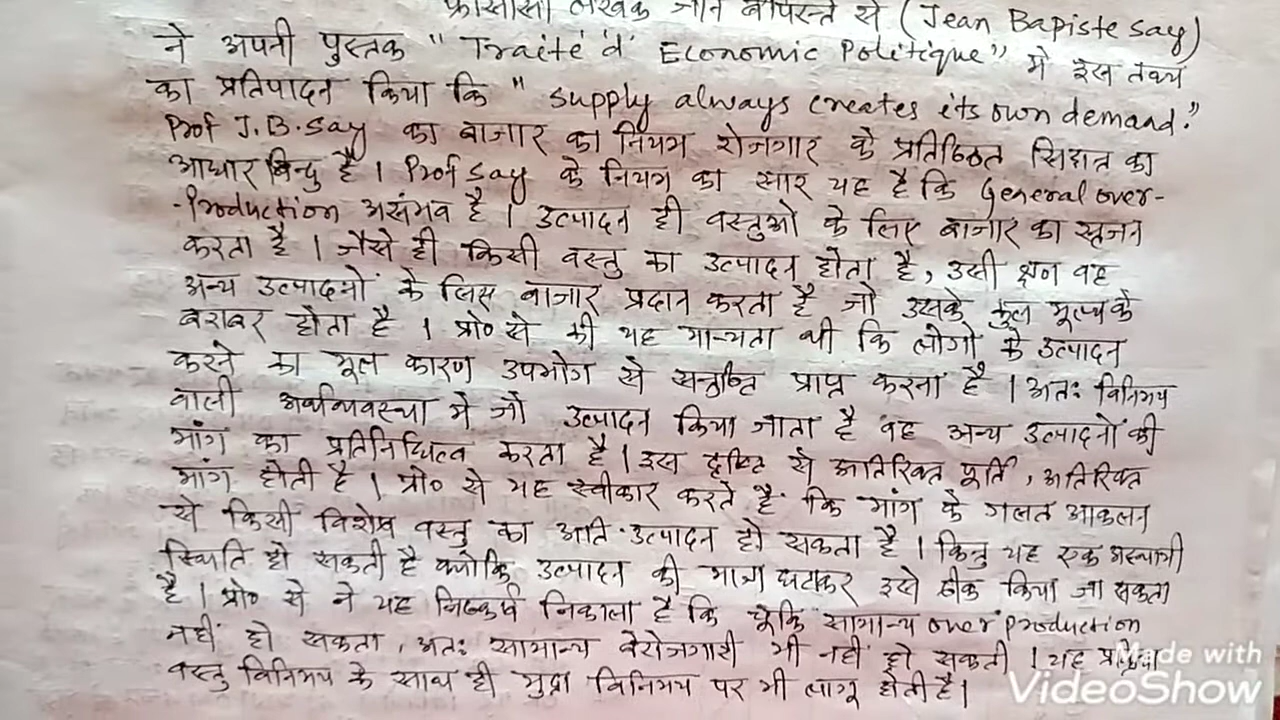 फ्रांसीसी लेखक जीन बैपिस्ते से (Jean Bapiste say)
ने अपनी पुस्तक " Traité 'd' Economic Politique" में इस तथ्य
का प्रतिपादन किया कि " supply always creates its own demand."
Prof J.B. Say का बाजार का नियम रोजगार के प्रतिष्ठित सिद्धांत का
आधार बिन्दु है । Prof Say के नियम का सार यह है कि General over-
-Production असंभव है । उत्पादन ही वस्तुओं के लिए बाजार का सृजन
करता है । जैसे ही किसी वस्तु का उत्पादन होता है, उसी क्षण वह
अन्य उत्पादनों के लिए बाजार प्रदान करता है जो उसके कुल मूल्य के
बराबर होता है । प्रो० से की यह मान्यता थी कि लोगों के उत्पादन
करने का मूल कारण उपभोग से सन्तुष्टि प्राप्त करना है । अतः विनिमय
वाली अर्थव्यवस्था में जो उत्पादन किया जाता है वह अन्य उत्पादनों की
मांग का प्रतिनिधित्व करता है । इस दृष्टि से अतिरिक्त पूर्ति, अतिरिक्त
मांग होती है । प्रो० से यह स्वीकार करते हैं कि मांग के गलत आकलन
से किसी विशेष वस्तु का अति-उत्पादन हो सकता है । किन्तु यह एक अस्थायी
स्थिति हो सकती है क्योंकि उत्पादन की मात्रा घटाकर इसे ठीक किया जा सकता
है । प्रो० से ने यह निष्कर्ष निकाला है कि चूंकि सामान्य over production
नहीं हो सकता, अतः सामान्य बेरोजगारी भी नहीं हो सकती । यह
वस्तु विनिमय के साथ ही मुद्रा विनिमय पर भी लागू होती है।
Made with
VideoShow